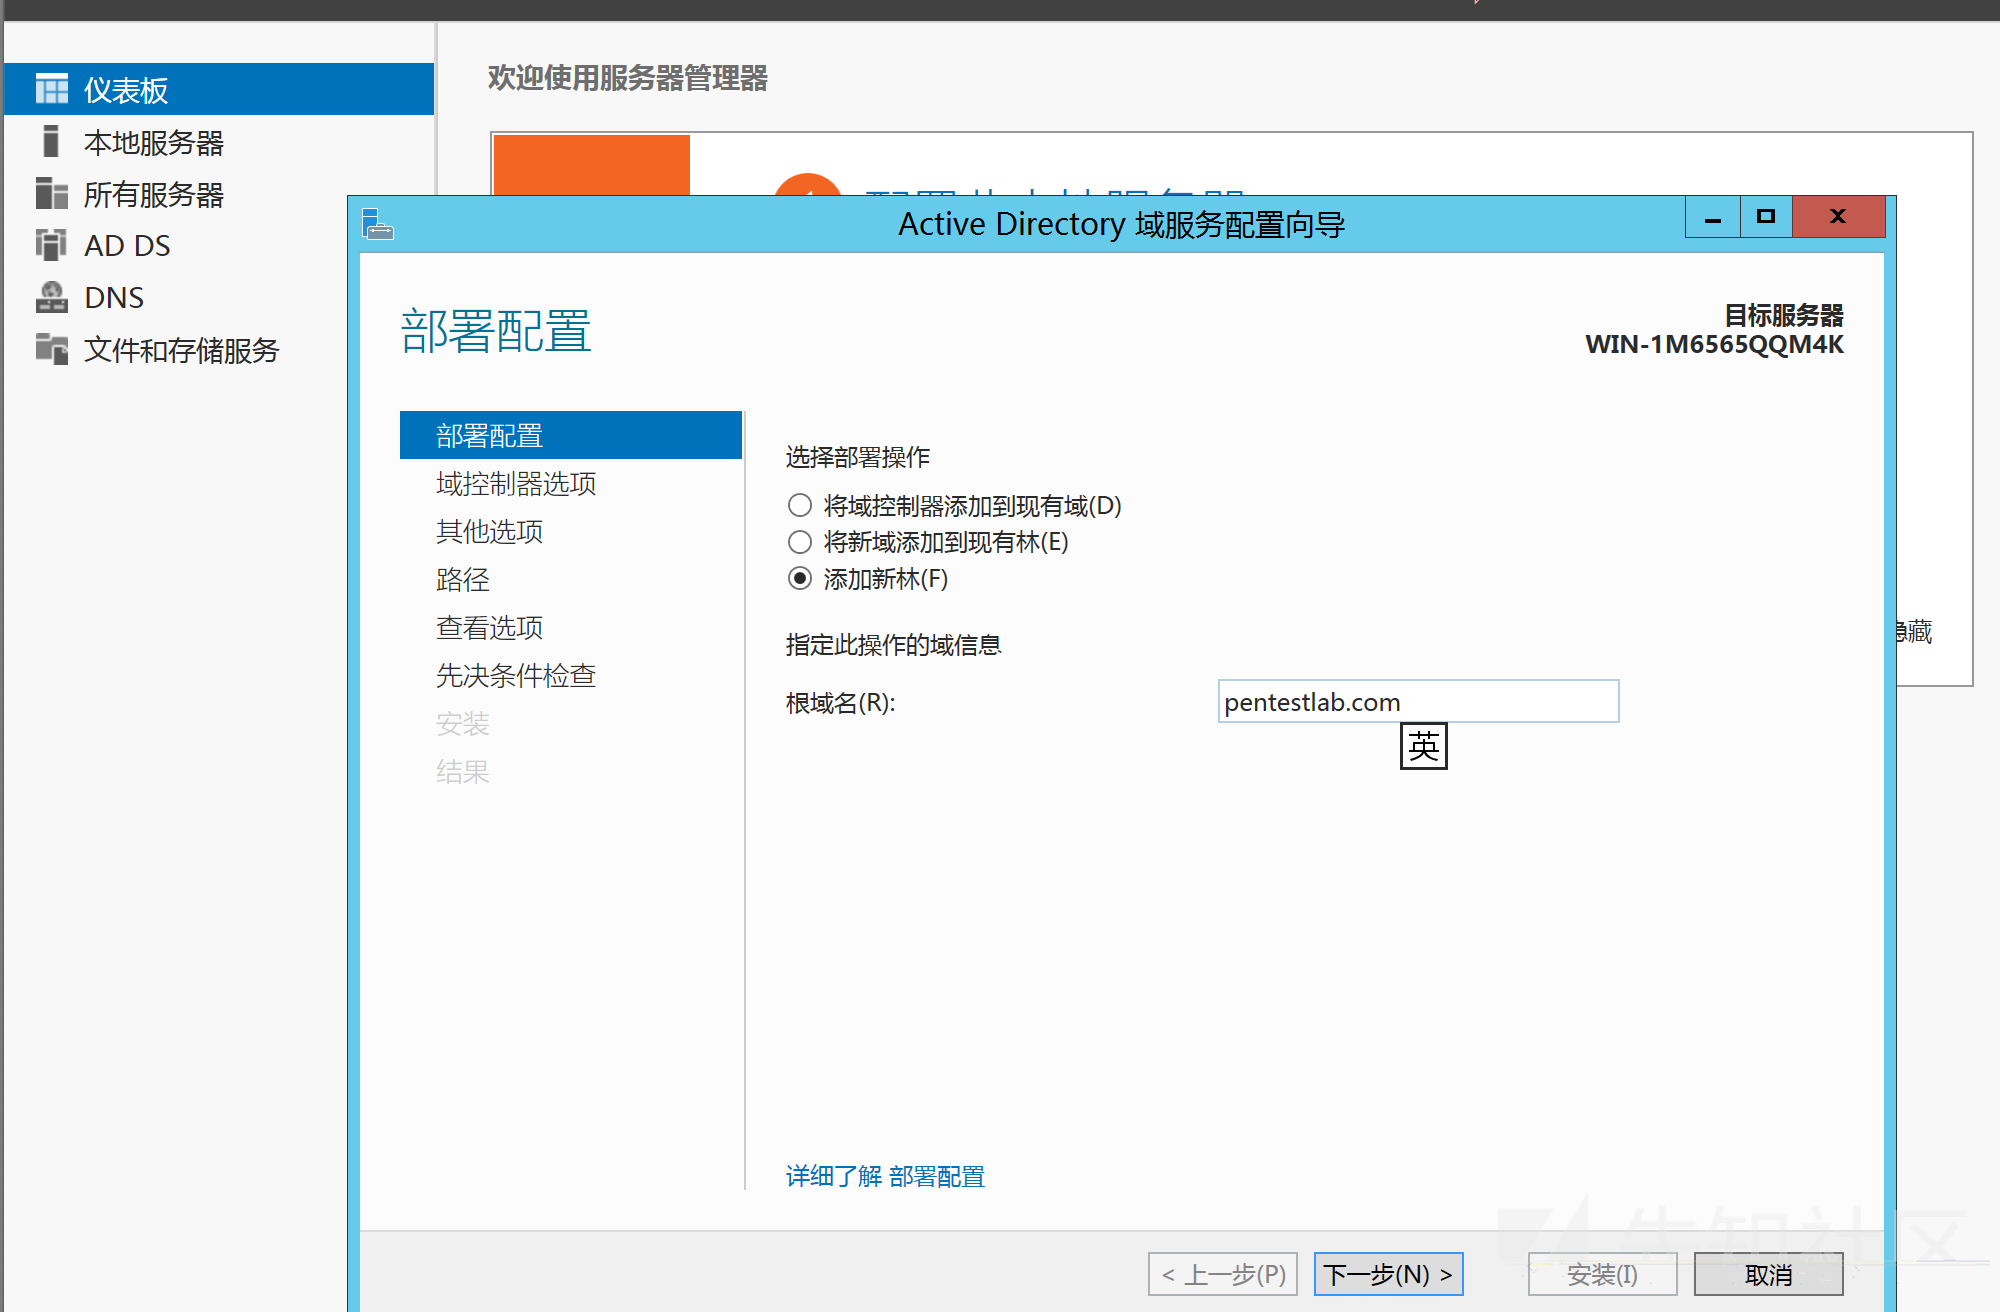 仪表板
本地服务器
所有服务器
AD DS
DNS
文件和存储服务
欢迎使用服务器管理器
Active Directory 域服务配置向导
部署配置
目标服务器
WIN-1M6565QQM4K
部署配置
域控制器选项
其他选项
路径
查看选项
先决条件检查
安装
结果
选择部署操作
将域控制器添加到现有域(D)
将新域添加到现有林(E)
添加新林(F)
指定此操作的域信息
根域名(R):
pentestlab.com
英
隐藏
详细了解 部署配置
< 上一步(P)
下一步(N) >
安装(I)
取消
先知社区